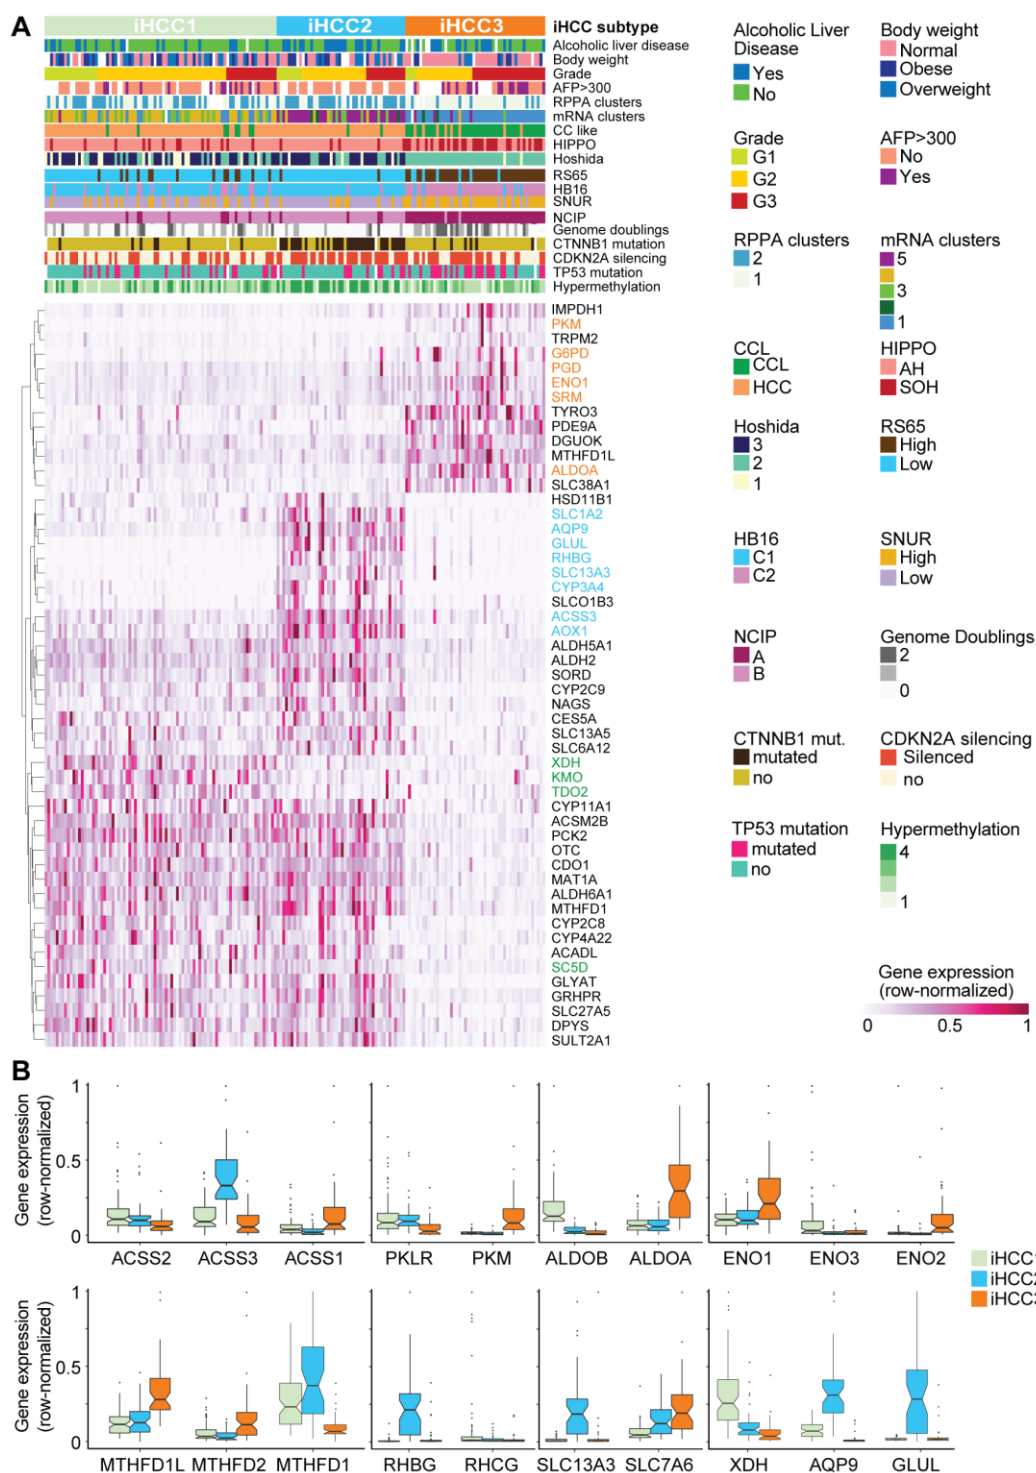 A
iHCC1 iHCC2 iHCC3 iHCC subtype
Alcoholic liver disease
Body weight
Grade
AFP>300
RPPA clusters
mRNA clusters
CC like
HIPPO
Hoshida
RS65
HB16
SNUR
NCIP
Genome doublings
CTNNB1 mutation
CDKN2A silencing
TP53 mutation
Hypermethylation
IMPDH1
PKM
TRPM2
G6PD
PGD
ENO1
SRM
TYRO3
PDE9A
DGUOK
MTHFD1L
ALDOA
SLC38A1
HSD11B1
SLC1A2
AQP9
GLUL
RHBG
SLC13A3
CYP3A4
SLCO1B3
ACSS3
AOX1
ALDH5A1
ALDH2
SORD
CYP2C9
NAGS
CES5A
SLC13A5
SLC6A12
XDH
KMO
TDO2
CYP11A1
ACSM2B
PCK2
OTC
CDO1
MAT1A
ALDH6A1
MTHFD1
CYP2C8
CYP4A22
ACADL
SC5D
GLYAT
GRHPR
SLC27A5
DPYS
SULT2A1
Alcoholic Liver
Disease
Yes
No
Body weight
Normal
Obese
Overweight
Grade
G1
G2
G3
AFP>300
No
Yes
RPPA clusters
2
1
mRNA clusters
5
3
1
CCL
CCL
HCC
HIPPO
AH
SOH
Hoshida
3
2
1
RS65
High
Low
HB16
C1
C2
SNUR
High
Low
NCIP
A
B
Genome Doublings
2
0
CTNNB1 mut.
mutated
no
CDKN2A silencing
Silenced
no
TP53 mutation
mutated
no
Hypermethylation
4
1
Gene expression
(row-normalized)
0 0.5 1
B
Gene expression
(row-normalized)
1
0.5
0
ACSS2 ACSS3 ACSS1 PKLR PKM ALDOB ALDOA ENO1 ENO3 ENO2
iHCC1
iHCC2
iHCC3
Gene expression
(row-normalized)
1
0.5
0
MTHFD1L MTHFD2 MTHFD1 RHBG RHCG SLC13A3 SLC7A6 XDH AQP9 GLUL